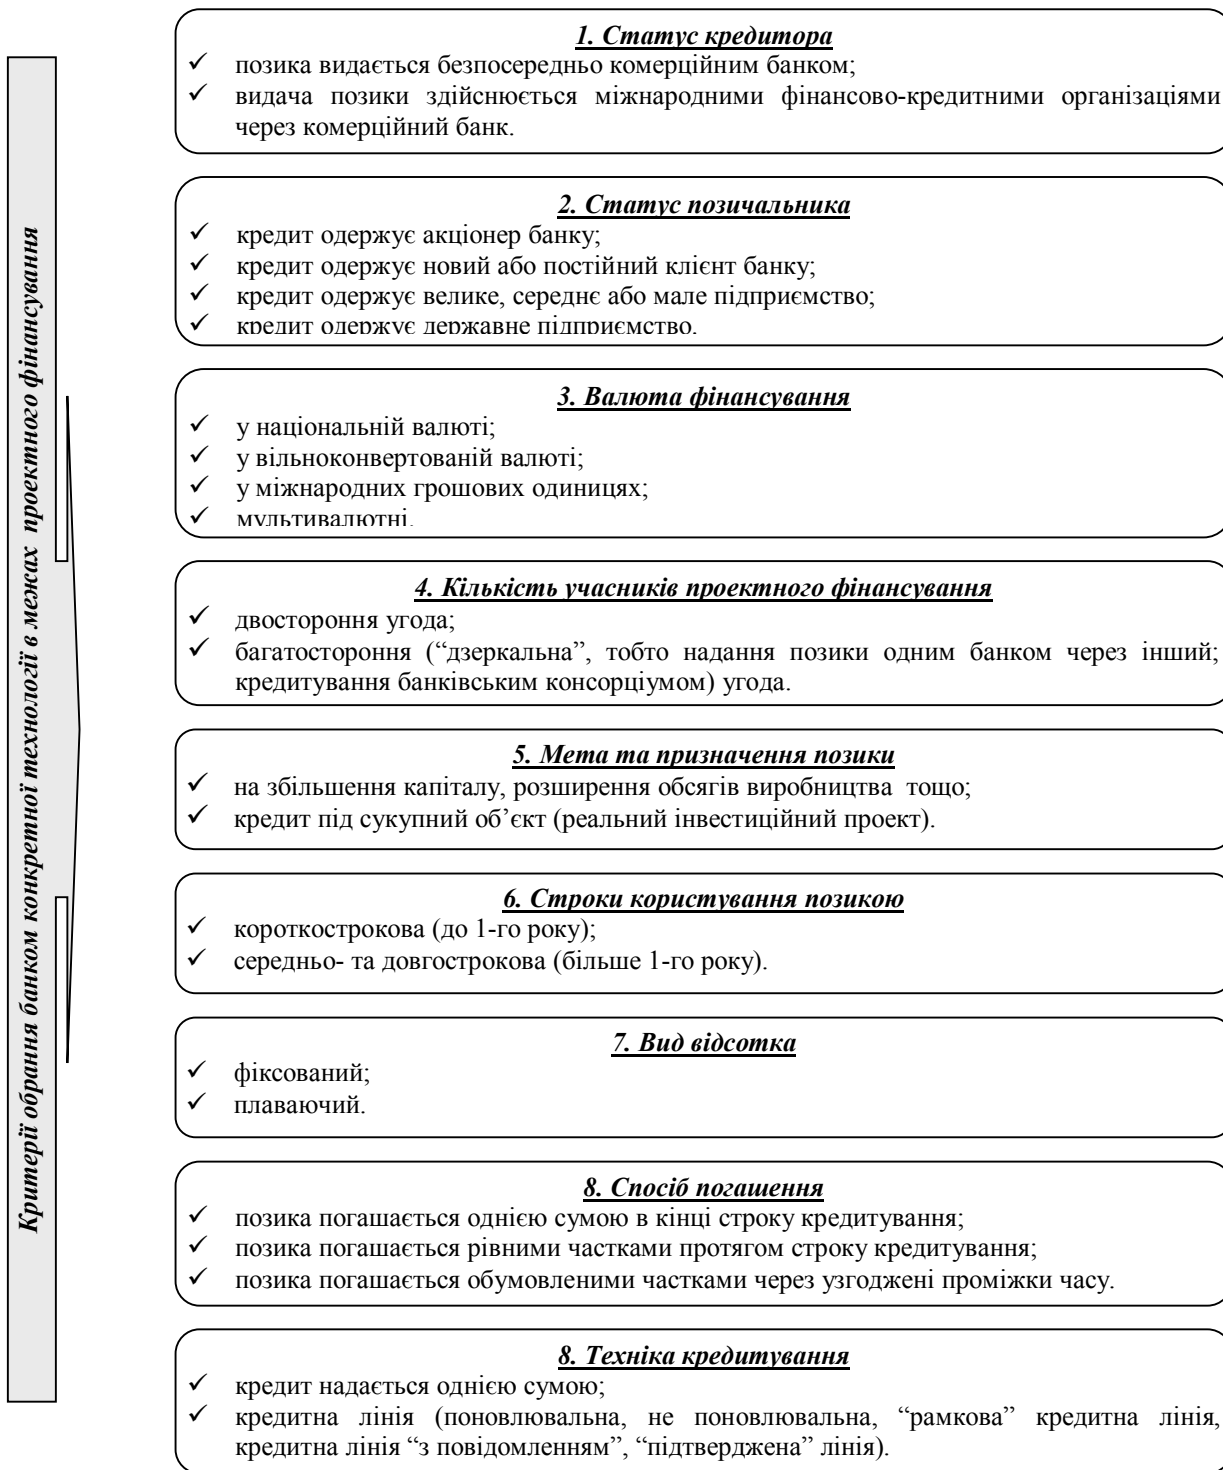 Критерії обрання банком конкретної технології в межах проектного фінансування
1. Статус кредитора
✓ позика видається безпосередньо комерційним банком;
✓ видача позики здійснюється міжнародними фінансово-кредитними організаціями
через комерційний банк.
2. Статус позичальника
✓ кредит одержує акціонер банку;
✓ кредит одержує новий або постійний клієнт банку;
✓ кредит одержує велике, середнє або мале підприємство;
✓ кредит одержує державне підприємство.
3. Валюта фінансування
✓ у національній валюті;
✓ у вільноконвертованій валюті;
✓ у міжнародних грошових одиницях;
✓ мультивалютні.
4. Кількість учасників проектного фінансування
✓ двостороння угода;
✓ багатостороння (“дзеркальна”, тобто надання позики одним банком через інший;
кредитування банківським консорціумом) угода.
5. Мета та призначення позики
✓ на збільшення капіталу, розширення обсягів виробництва тощо;
✓ кредит під сукупний об’єкт (реальний інвестиційний проект).
6. Строки користування позикою
✓ короткострокова (до 1-го року);
✓ середньо- та довгострокова (більше 1-го року).
7. Вид відсотка
✓ фіксований;
✓ плаваючий.
8. Спосіб погашення
✓ позика погашається однією сумою в кінці строку кредитування;
✓ позика погашається рівними частками протягом строку кредитування;
✓ позика погашається обумовленими частками через узгоджені проміжки часу.
8. Техніка кредитування
✓ кредит надається однією сумою;
✓ кредитна лінія (поновлювальна, не поновлювальна, “рамкова” кредитна лінія,
кредитна лінія “з повідомленням”, “підтверджена” лінія).